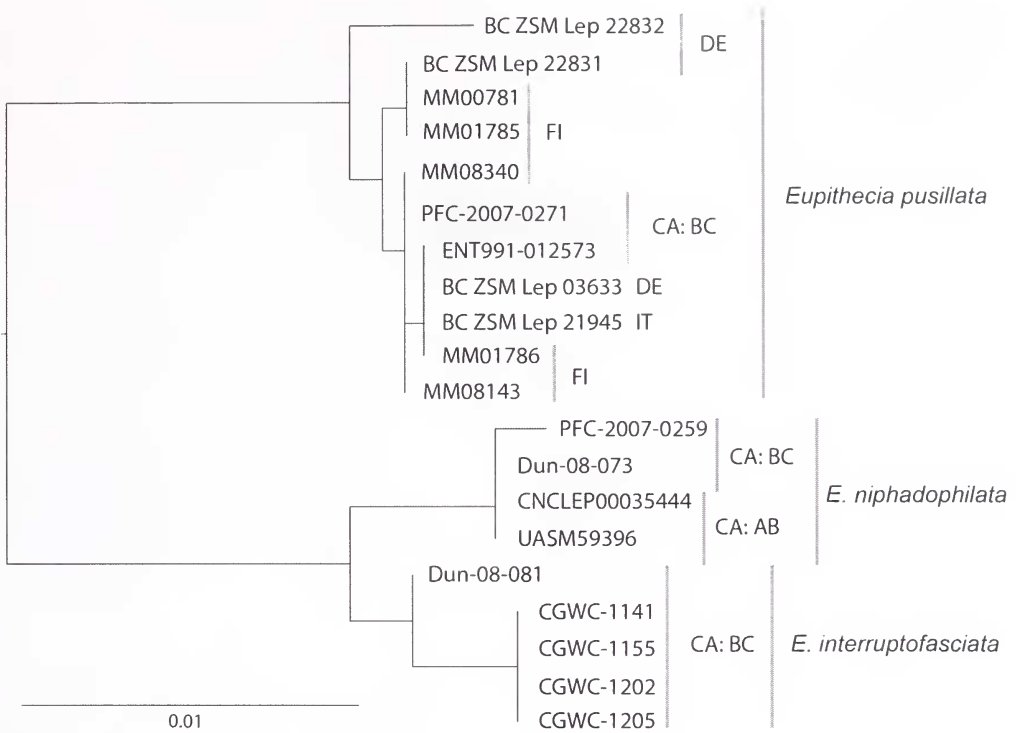 BC ZSM Lep 22832
DE
BC ZSM Lep 22831
MM00781
MM01785 FI
MM08340
Eupithecia pusillata
PFC-2007-0271
CA: BC
ENT991-012573
BC ZSM Lep 03633 DE
BC ZSM Lep 21945 IT
MM01786
FI
MM08143
PFC-2007-0259
CA: BC
Dun-08-073
E. niphadophilata
CNCLEP00035444
CA: AB
UASM59396
Dun-08-081
CGWC-1141
CGWC-1155 CA: BC E. interruptofasciata
CGWC-1202
CGWC-1205
0.01